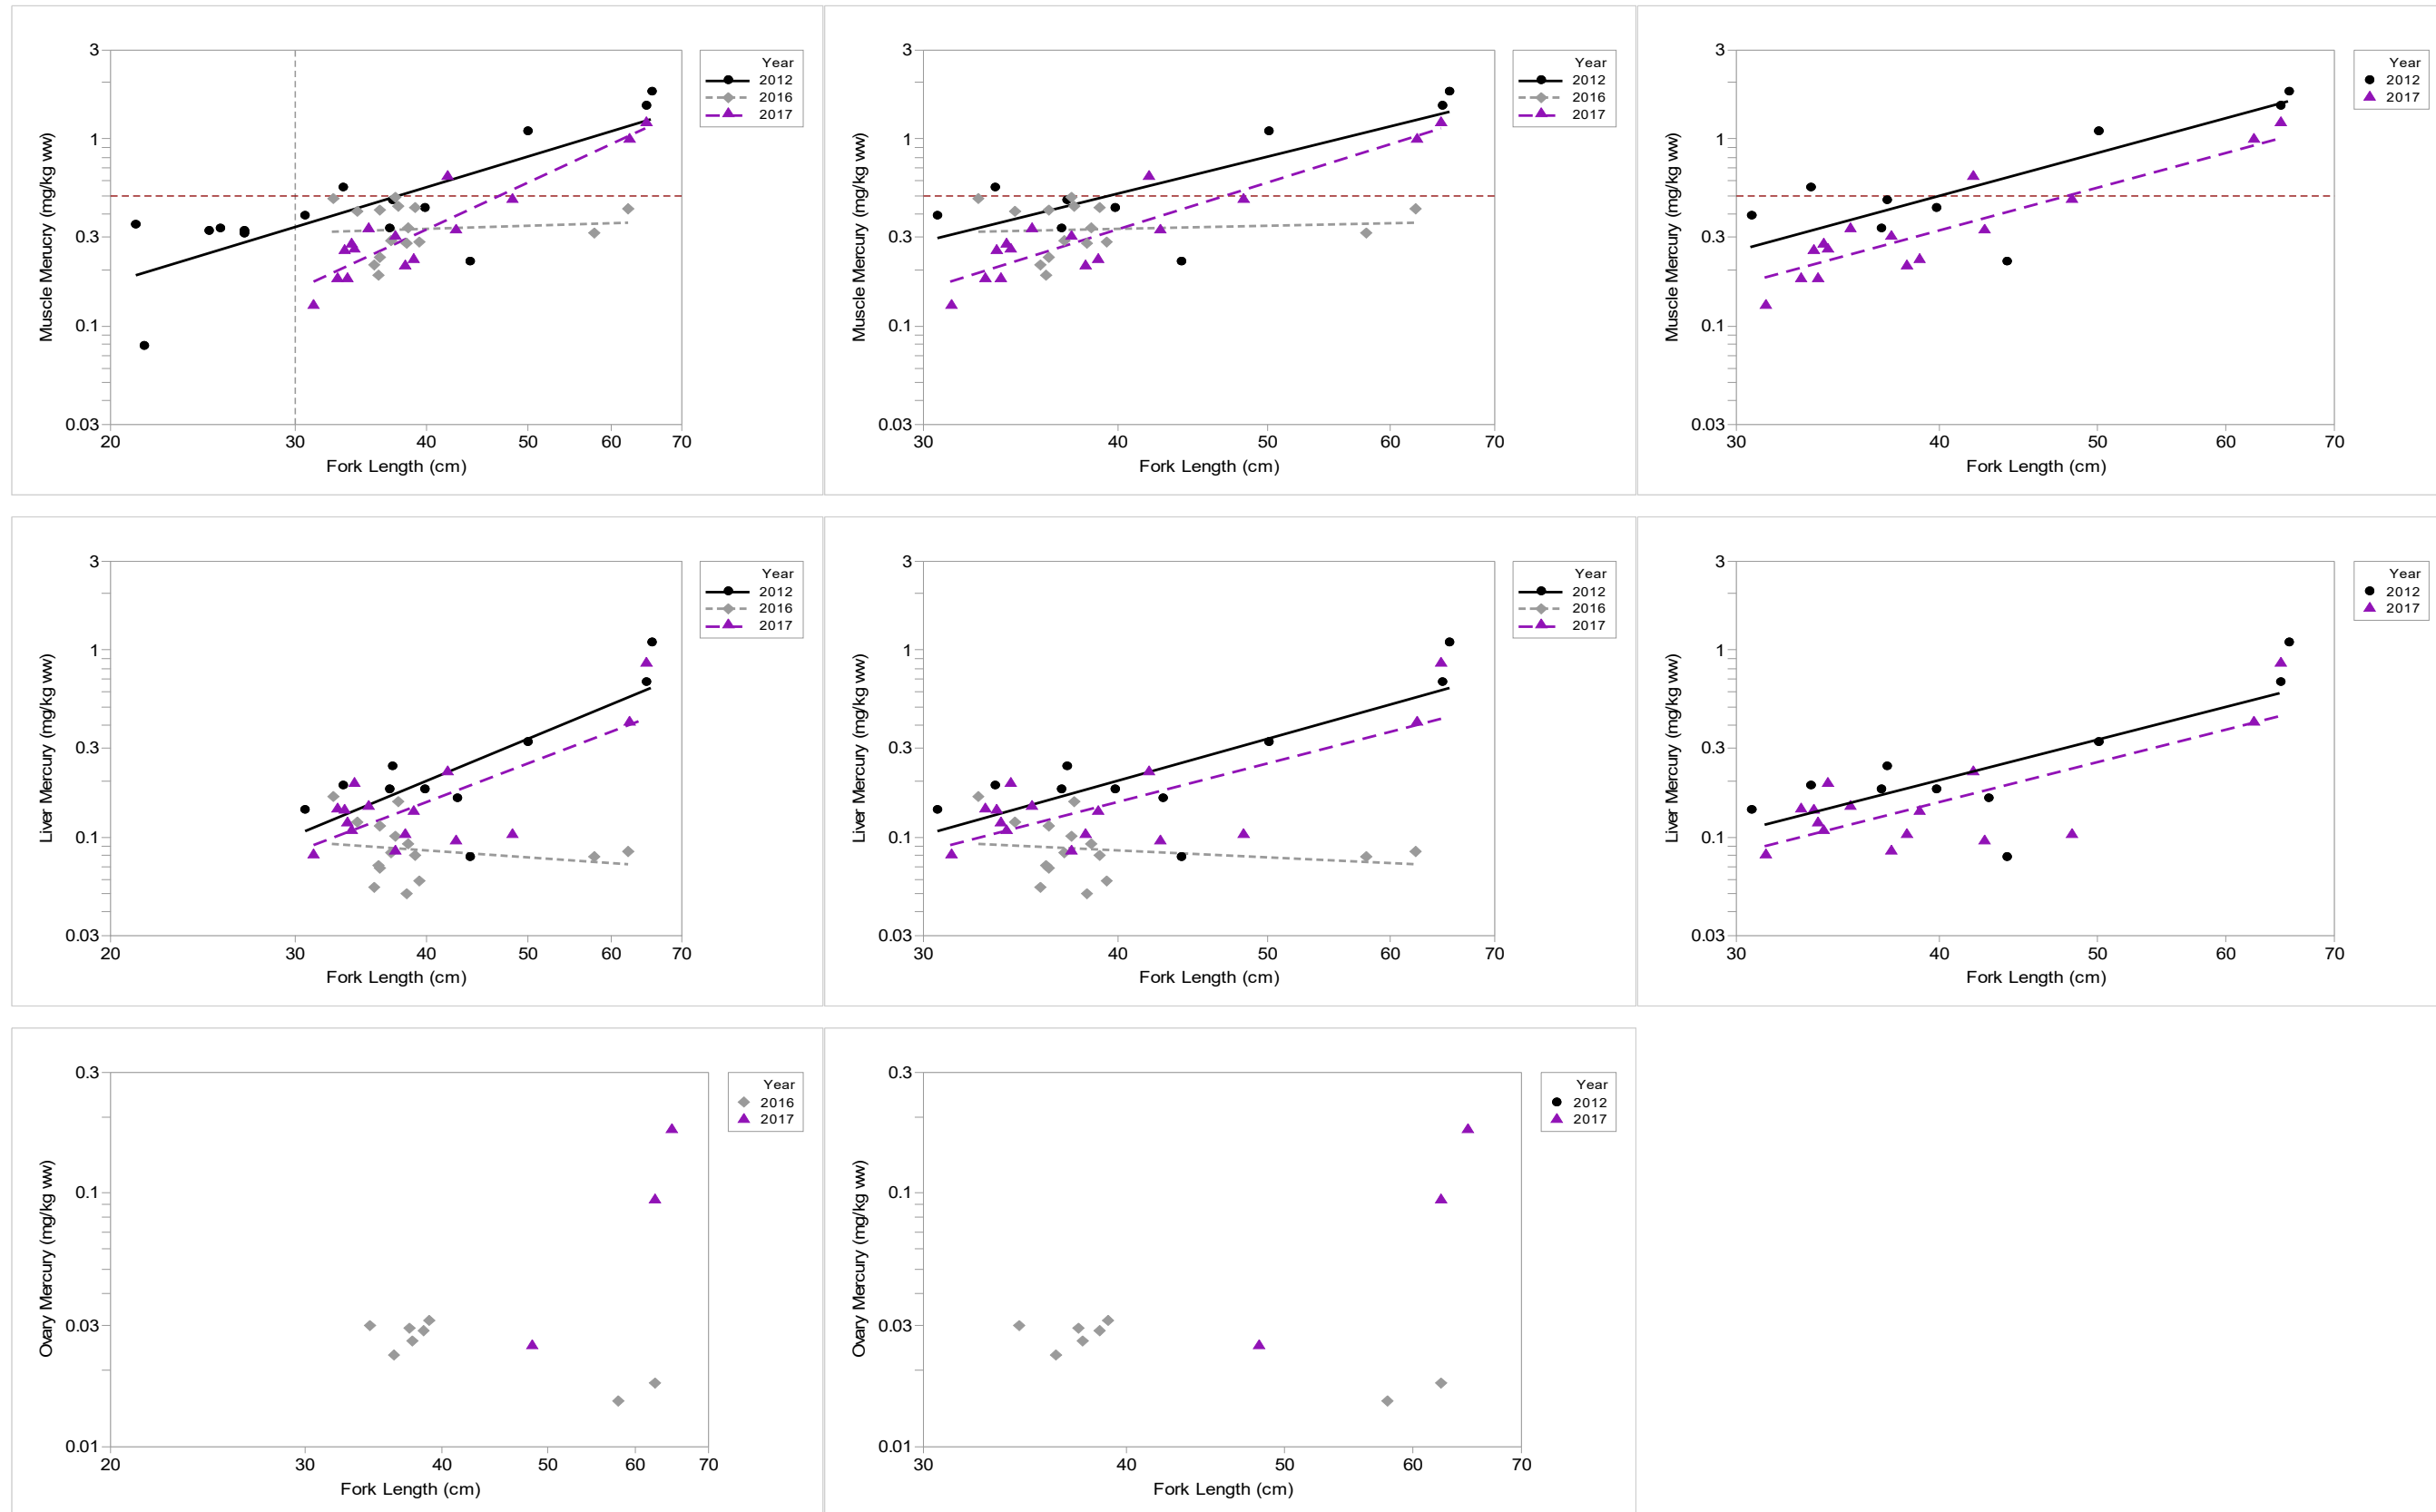 Year
2012
2016
2017
3
1
0.3
0.1
0.03
20 30 40 50 60 70
Muscle Merucry (mg/kg ww)
Fork Length (cm)
Year
2012
2016
2017
3
1
0.3
0.1
0.03
30 40 50 60 70
Muscle Mercury (mg/kg ww)
Fork Length (cm)
Year
2012
2017
3
1
0.3
0.1
0.03
30 40 50 60 70
Muscle Mercury (mg/kg ww)
Fork Length (cm)
Year
2012
2016
2017
3
1
0.3
0.1
0.03
20 30 40 50 60 70
Liver Mercury (mg/kg ww)
Fork Length (cm)
Year
2012
2016
2017
3
1
0.3
0.1
0.03
30 40 50 60 70
Liver Mercury (mg/kg ww)
Fork Length (cm)
Year
2012
2017
3
1
0.3
0.1
0.03
30 40 50 60 70
Liver Mercury (mg/kg ww)
Fork Length (cm)
Year
2016
2017
0.3
0.1
0.03
0.01
20 30 40 50 60 70
Ovary Mercury (mg/kg ww)
Fork Length (cm)
Year
2012
2017
0.3
0.1
0.03
0.01
30 40 50 60 70
Ovary Mercury (mg/kg ww)
Fork Length (cm)